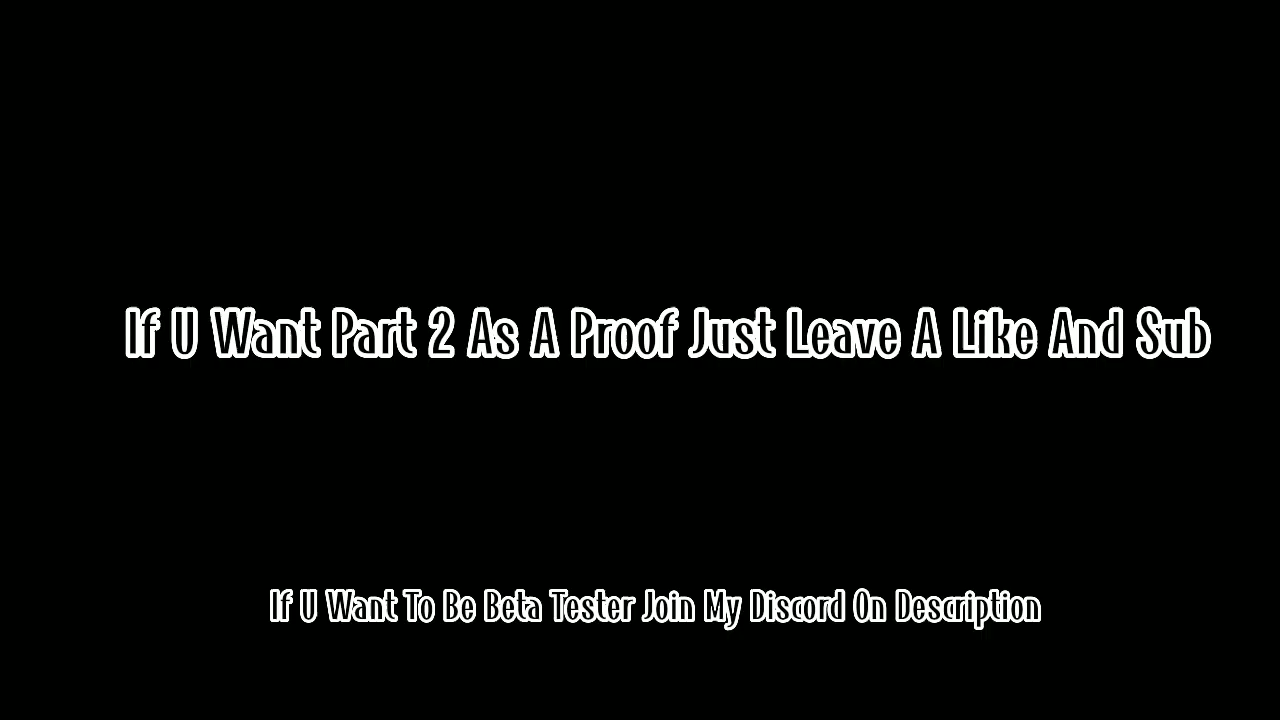 If U Want Part 2 As A Proof Just Leave A Like And Sub
If U Want To Be Beta Tester Join My Discord On Description